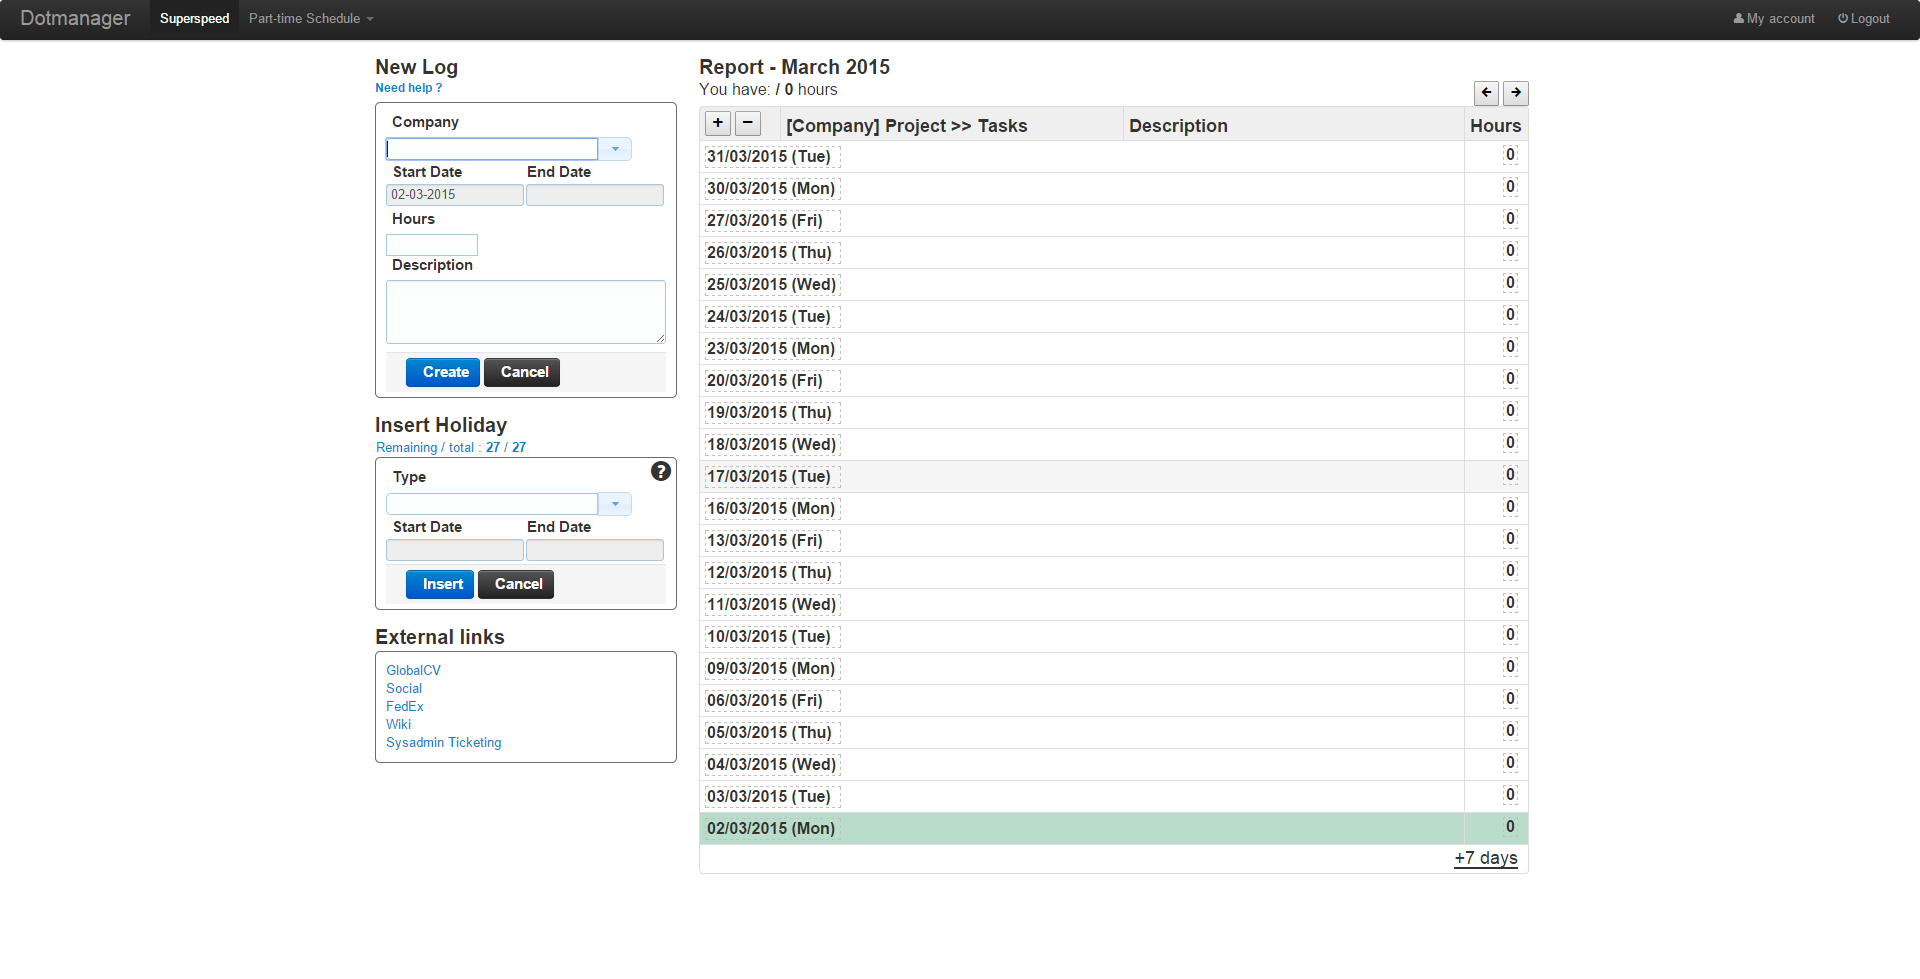 Dotmanager Superspeed Part-time Schedule My account Logout
New Log
Need help ?
Company
Start Date End Date
02-03-2015
Hours
Description
Create Cancel
Insert Holiday
Remaining / total : 27 / 27
?
Type
Start Date End Date
Insert Cancel
External links
GlobalCV
Social
FedEx
Wiki
Sysadmin Ticketing
Report - March 2015
You have: / 0 hours
+ − [Company] Project >> Tasks Description Hours
31/03/2015 (Tue) 0
30/03/2015 (Mon) 0
27/03/2015 (Fri) 0
26/03/2015 (Thu) 0
25/03/2015 (Wed) 0
24/03/2015 (Tue) 0
23/03/2015 (Mon) 0
20/03/2015 (Fri) 0
19/03/2015 (Thu) 0
18/03/2015 (Wed) 0
17/03/2015 (Tue) 0
16/03/2015 (Mon) 0
13/03/2015 (Fri) 0
12/03/2015 (Thu) 0
11/03/2015 (Wed) 0
10/03/2015 (Tue) 0
09/03/2015 (Mon) 0
06/03/2015 (Fri) 0
05/03/2015 (Thu) 0
04/03/2015 (Wed) 0
03/03/2015 (Tue) 0
02/03/2015 (Mon) 0
+7 days